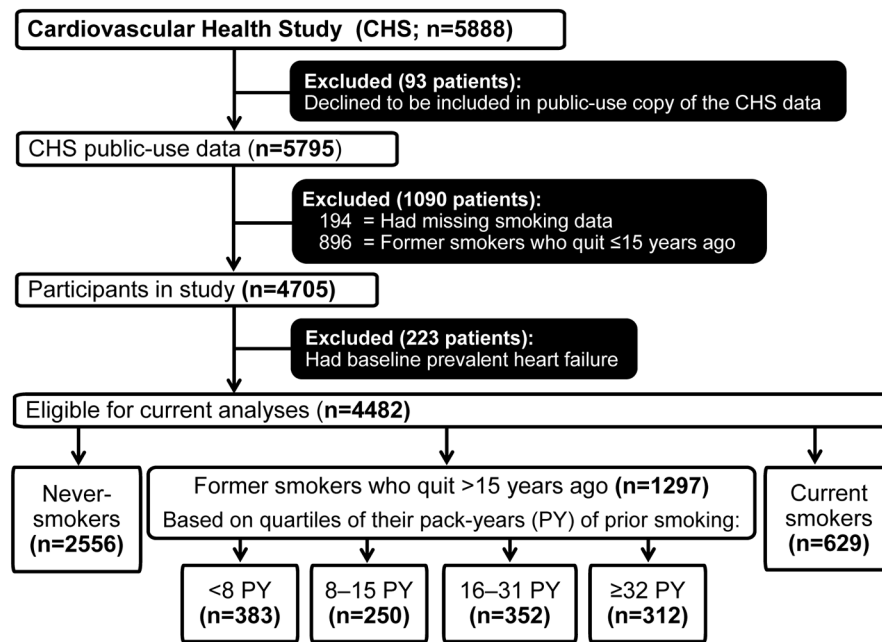 Cardiovascular Health Study (CHS; n=5888)
Excluded (93 patients):
Declined to be included in public-use copy of the CHS data
CHS public-use data (n=5795)
Excluded (1090 patients):
194 = Had missing smoking data
896 = Former smokers who quit ≤15 years ago
Participants in study (n=4705)
Excluded (223 patients):
Had baseline prevalent heart failure
Eligible for current analyses (n=4482)
Never-
smokers
(n=2556)
Former smokers who quit >15 years ago (n=1297)
Based on quartiles of their pack-years (PY) of prior smoking:
<8 PY
(n=383)
8–15 PY
(n=250)
16–31 PY
(n=352)
≥32 PY
(n=312)
Current
smokers
(n=629)